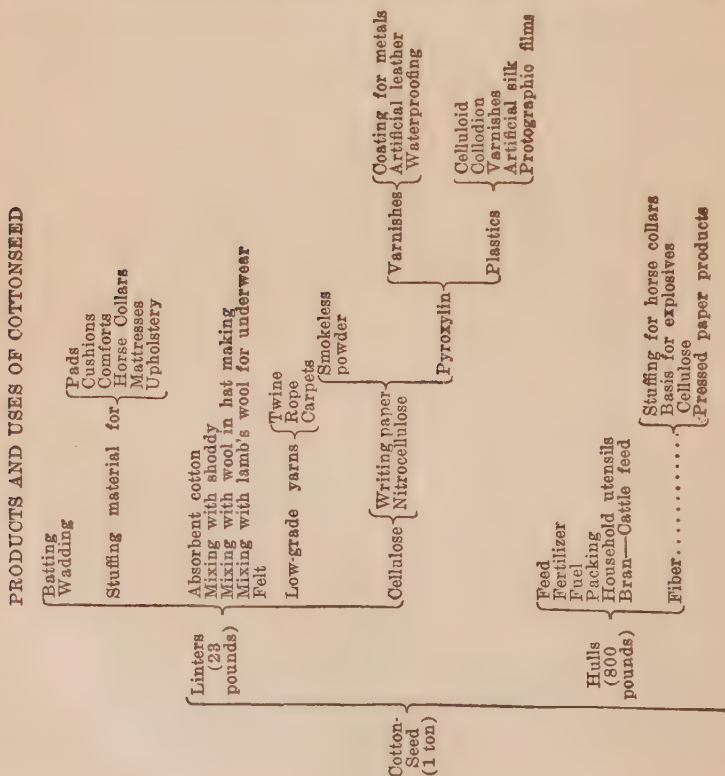 PRODUCTS AND USES OF COTTONSEED
Cotton-
Seed
(1 ton)
Linters
(23
pounds)
Batting
Wadding
Stuffing material for
Pads
Cushions
Comforts
Horse Collars
Mattresses
Upholstery
Absorbent cotton
Mixing with shoddy
Mixing with wool in hat making
Mixing with lamb's wool for underwear
Felt
Low-grade yarns
Twine
Rope
Carpets
Cellulose
Writing paper
Nitrocellulose
Smokeless
powder
Pyroxylin
Varnishes
Coating for metals
Artificial leather
Waterproofing
Plastics
Celluloid
Collodion
Varnishes
Artificial silk
Protographic films
Hulls
(800
pounds)
Feed
Fertilizer
Fuel
Packing
Household utensils
Bran—Cattle feed
Fiber.............
Stuffing for horse collars
Basis for explosives
Cellulose
Pressed paper products